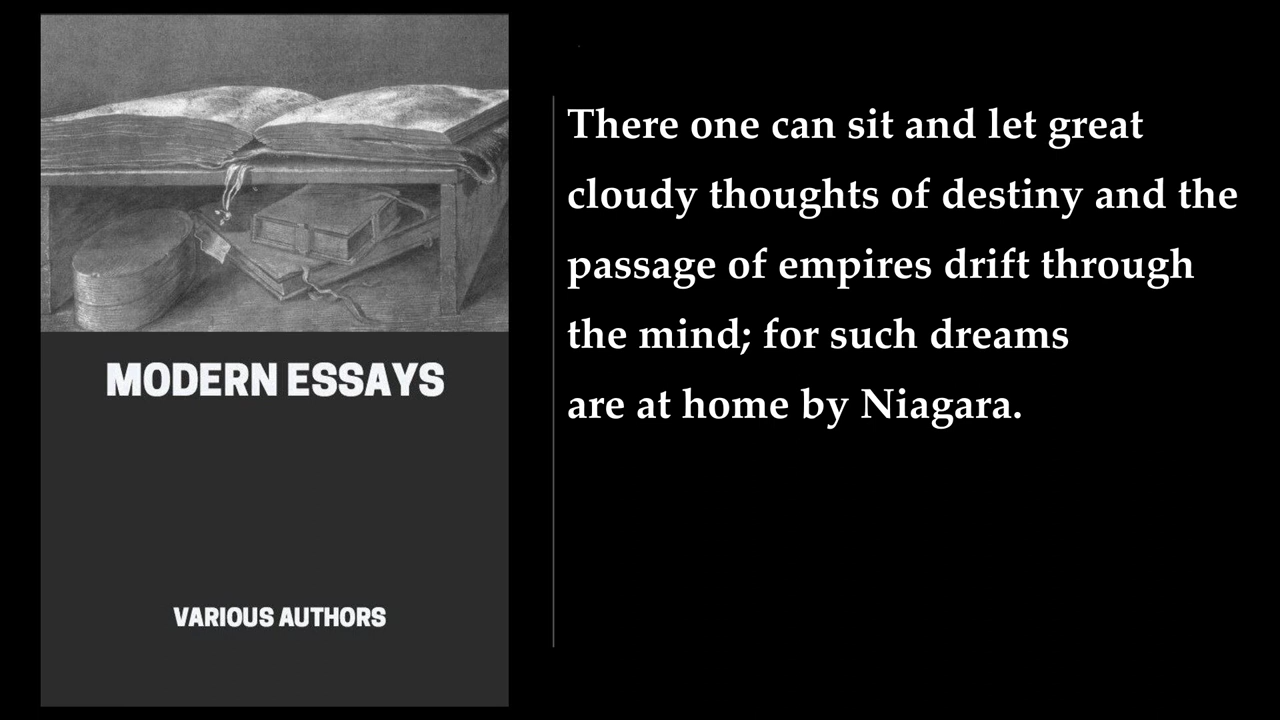 MODERN ESSAYS
VARIOUS AUTHORS
There one can sit and let great
cloudy thoughts of destiny and the
passage of empires drift through
the mind; for such dreams
are at home by Niagara.